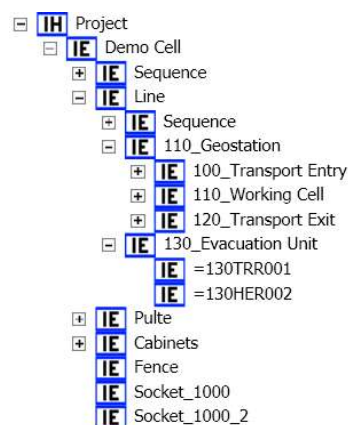 IH Project
IE Demo Cell
IE Sequence
IE Line
IE Sequence
IE 110_Geostation
IE 100_Transport Entry
IE 110_Working Cell
IE 120_Transport Exit
IE 130_Evacuation Unit
IE =130TRR001
IE =130HER002
IE Pulte
IE Cabinets
IE Fence
IE Socket_1000
IE Socket_1000_2